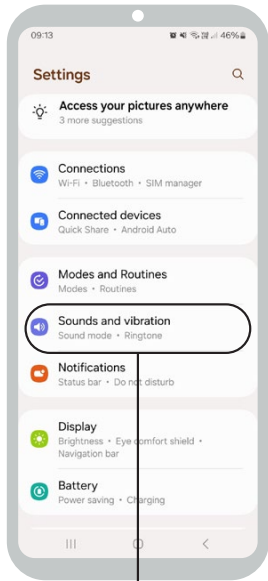 09:13 46%
Settings
Access your pictures anywhere
3 more suggestions
Connections
Wi-Fi • Bluetooth • SIM manager
Connected devices
Quick Share • Android Auto
Modes and Routines
Modes • Routines
Sounds and vibration
Sound mode • Ringtone
Notifications
Status bar • Do not disturb
Display
Brightness • Eye comfort shield •
Navigation bar
Battery
Power saving • Charging